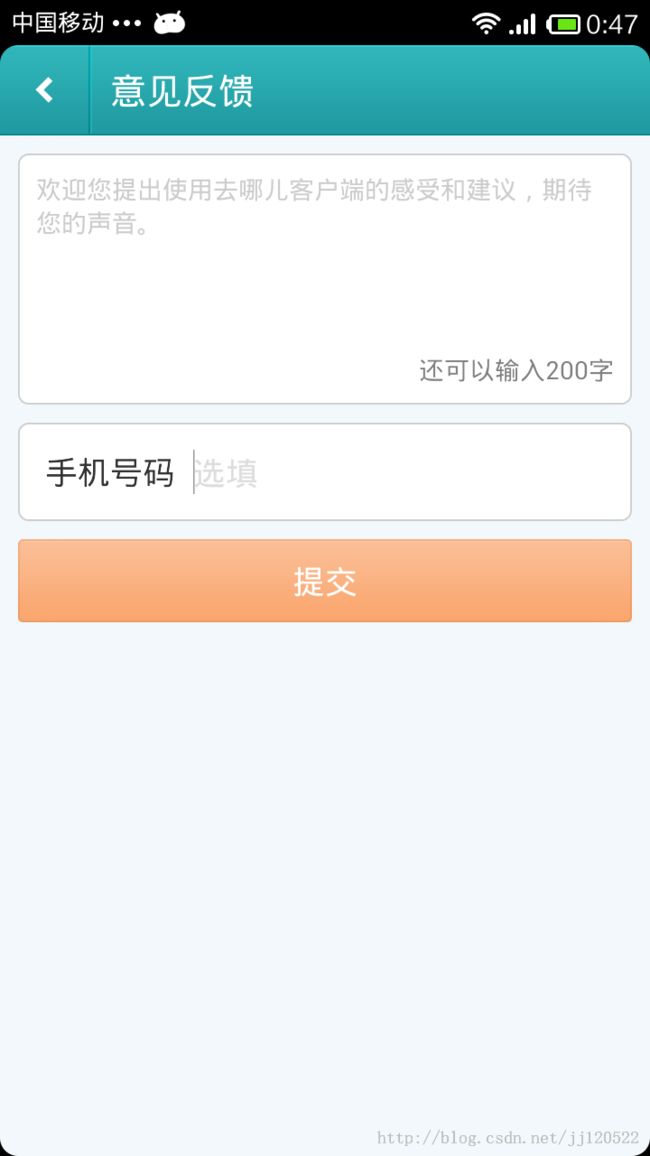 中国移动 ••• 0:47
意见反馈
欢迎您提出使用去哪儿客户端的感受和建议，期待
您的声音。
还可以输入200字
手机号码 选填
提交
http://blog.csdn.net/jj120522